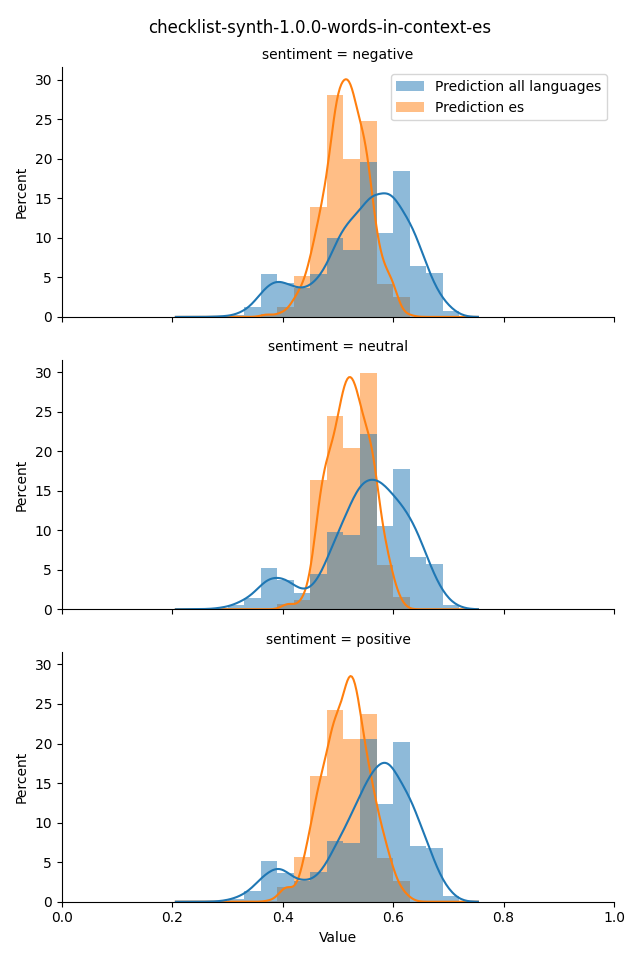 checklist-synth-1.0.0-words-in-context-es
sentiment = negative
Prediction all languages
Prediction es
30
25
20
15
10
5
0
Percent
sentiment = neutral
30
25
20
15
10
5
0
Percent
sentiment = positive
30
25
20
15
10
5
0
Percent
0.0 0.2 0.4 0.6 0.8 1.0
Value